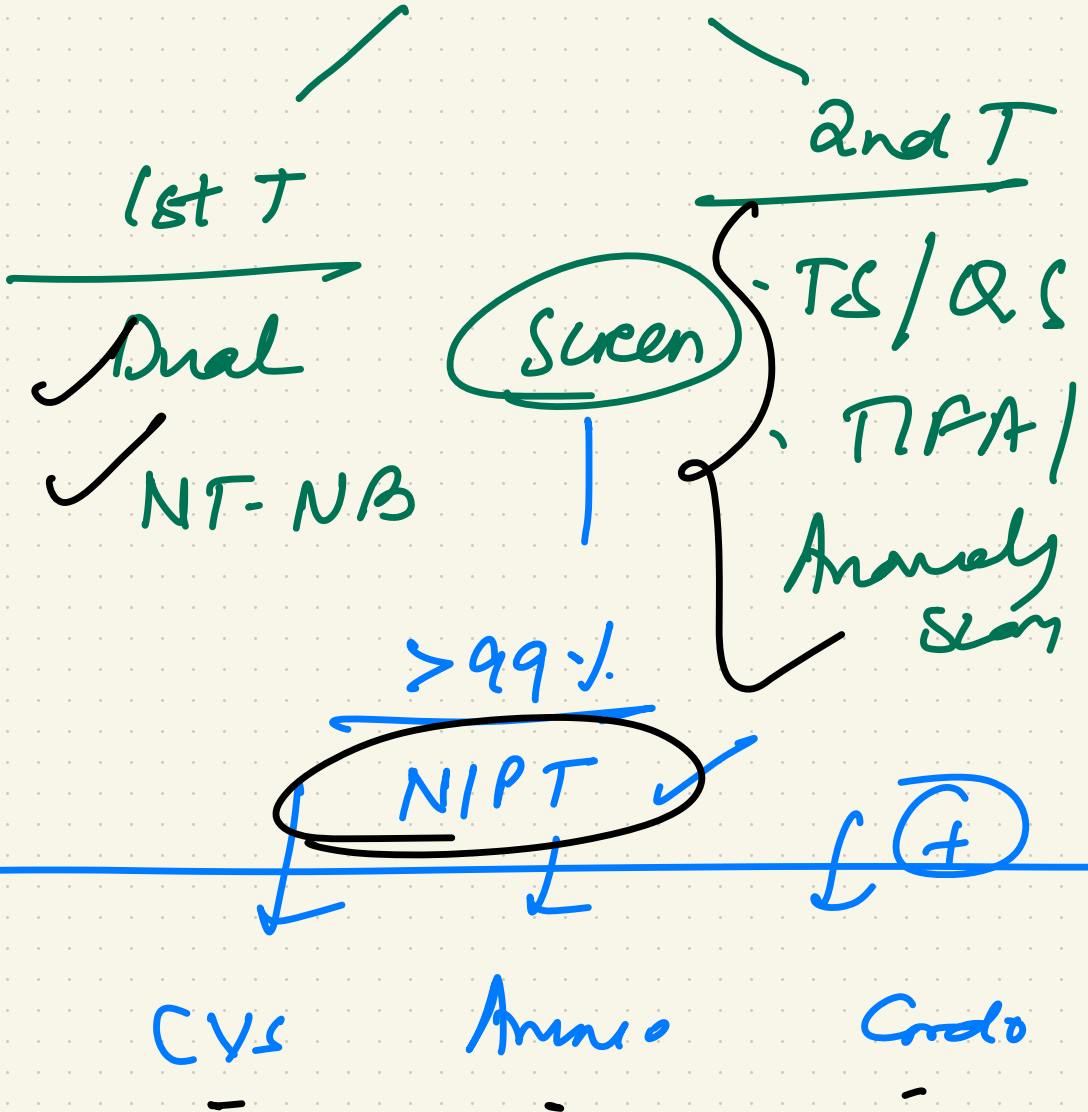 1st T
Dual
NT-NB
Screen
2nd T
TS/QS
TIFA/
Anomaly
Scan
>99%
NIPT
+
CVS
Amnio
Cordo